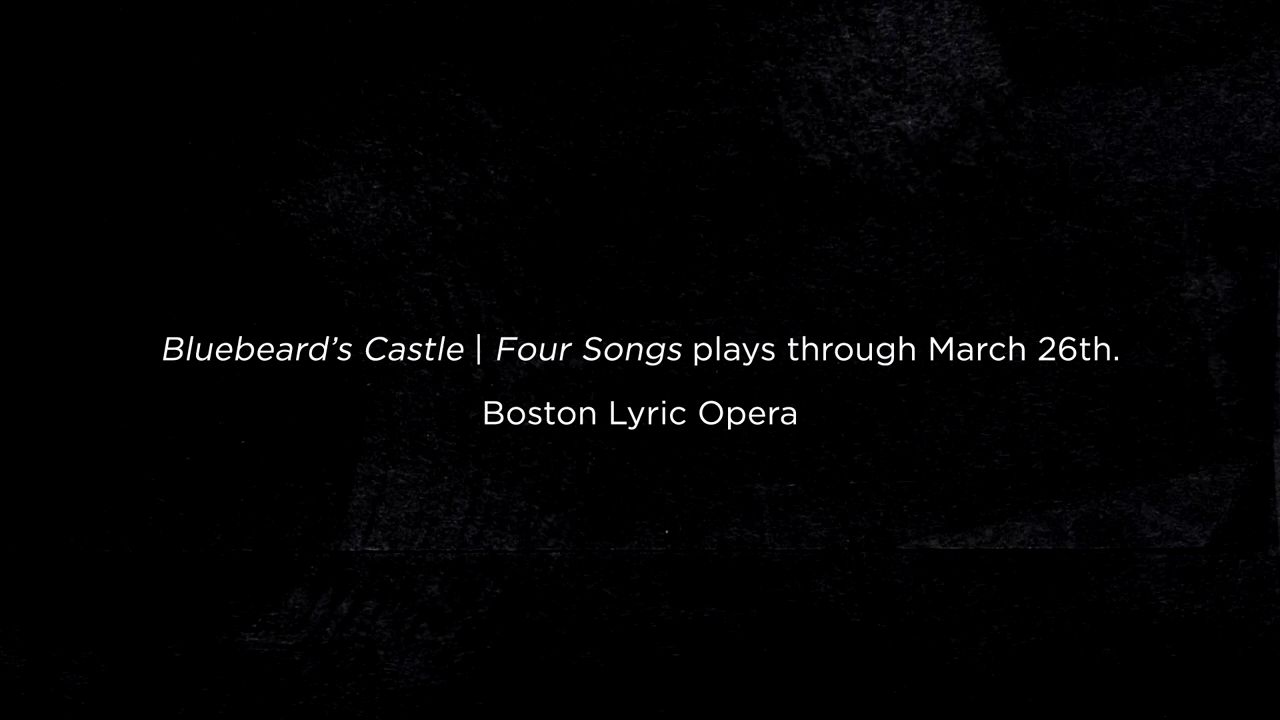 Bluebeard’s Castle | Four Songs plays through March 26th.
Boston Lyric Opera